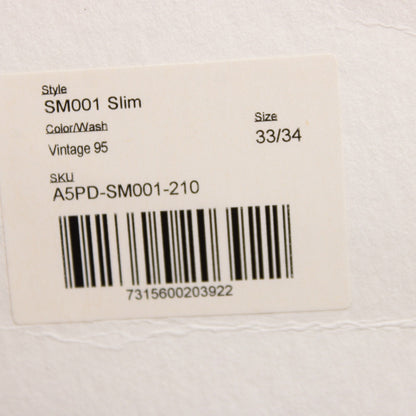 Style
SM001 Slim
Color/Wash
Vintage 95
Size
33/34
SKU
A5PD-SM001-210
7315600203922